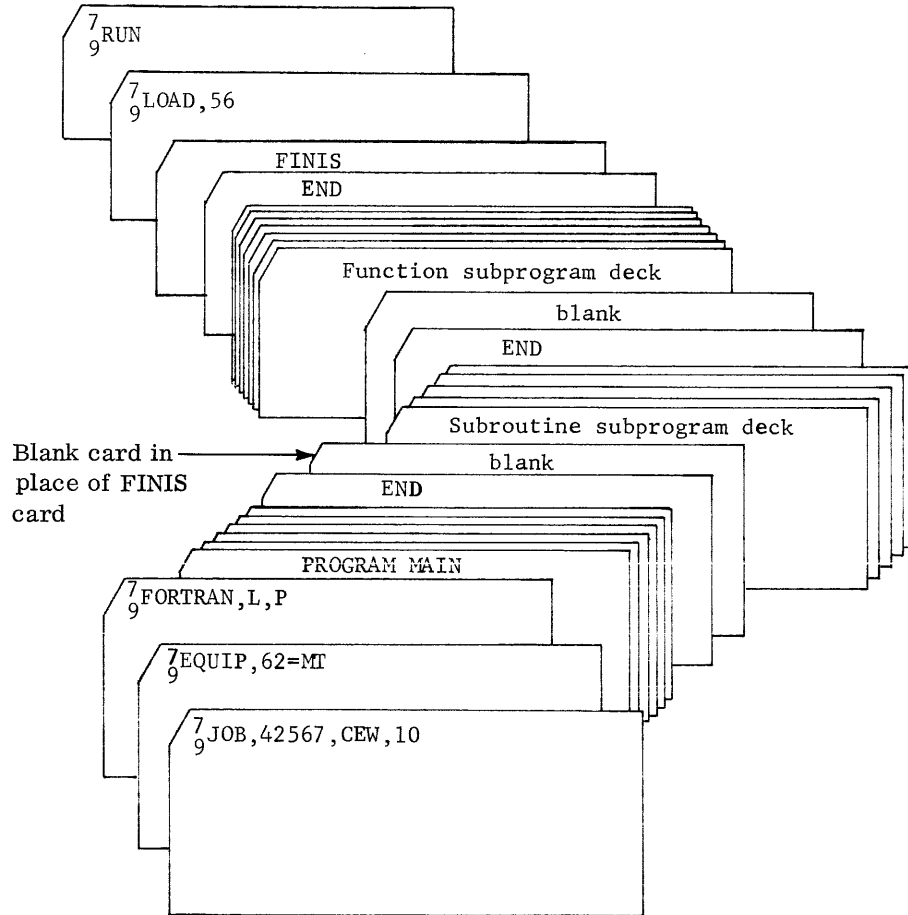 7
9RUN
7
9LOAD,56
FINIS
END
Function subprogram deck
blank
END
Subroutine subprogram deck
Blank card in
place of FINIS
card
blank
END
PROGRAM MAIN
7
9FORTRAN,L,P
7
9EQUIP,62=MT
7
9JOB,42567,CEW,10